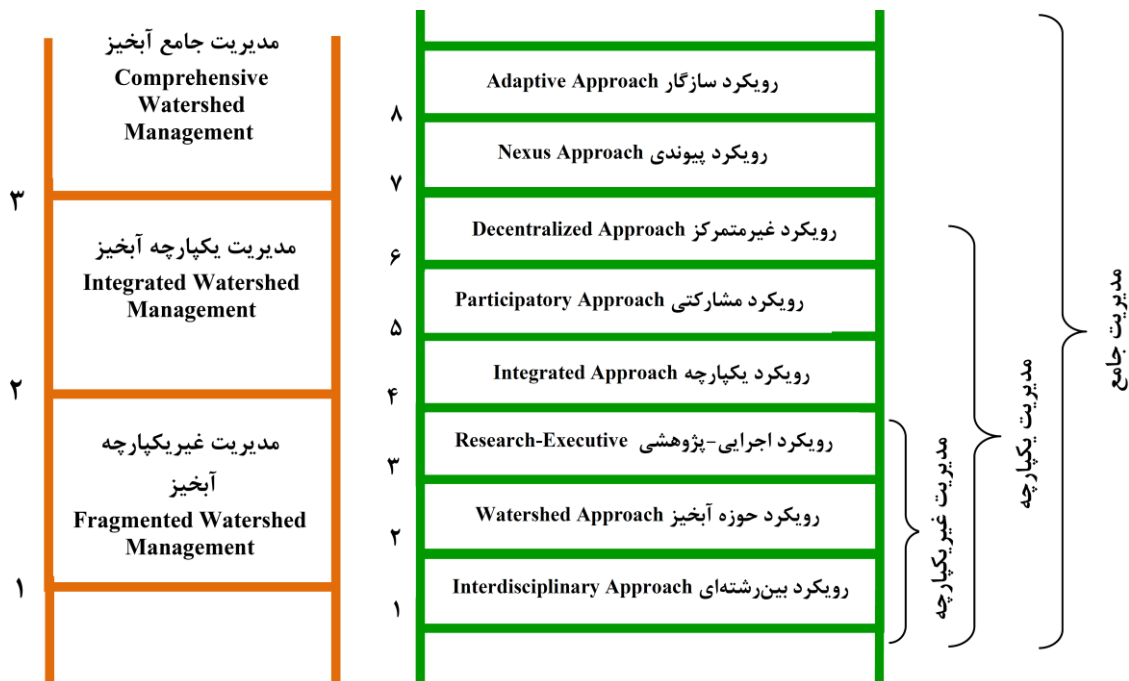 مدیریت جامع آبخیز
Comprehensive
Watershed
Management
۳
مدیریت یکپارچه آبخیز
Integrated Watershed
Management
۲
مدیریت غیریکپارچه
آبخیز
Fragmented Watershed
Management
۱
رویکرد سازگار Adaptive Approach
۸
رویکرد پیوندی Nexus Approach
۷
رویکرد غیرمتمرکز Decentralized Approach
۶
رویکرد مشارکتی Participatory Approach
۵
رویکرد یکپارچه Integrated Approach
۴
رویکرد اجرایی-پژوهشی Research-Executive
۳
رویکرد حوزه آبخیز Watershed Approach
۲
رویکرد بین‌رشته‌ای Interdisciplinary Approach
۱
مدیریت غیریکپارچه
مدیریت یکپارچه
مدیریت جامع